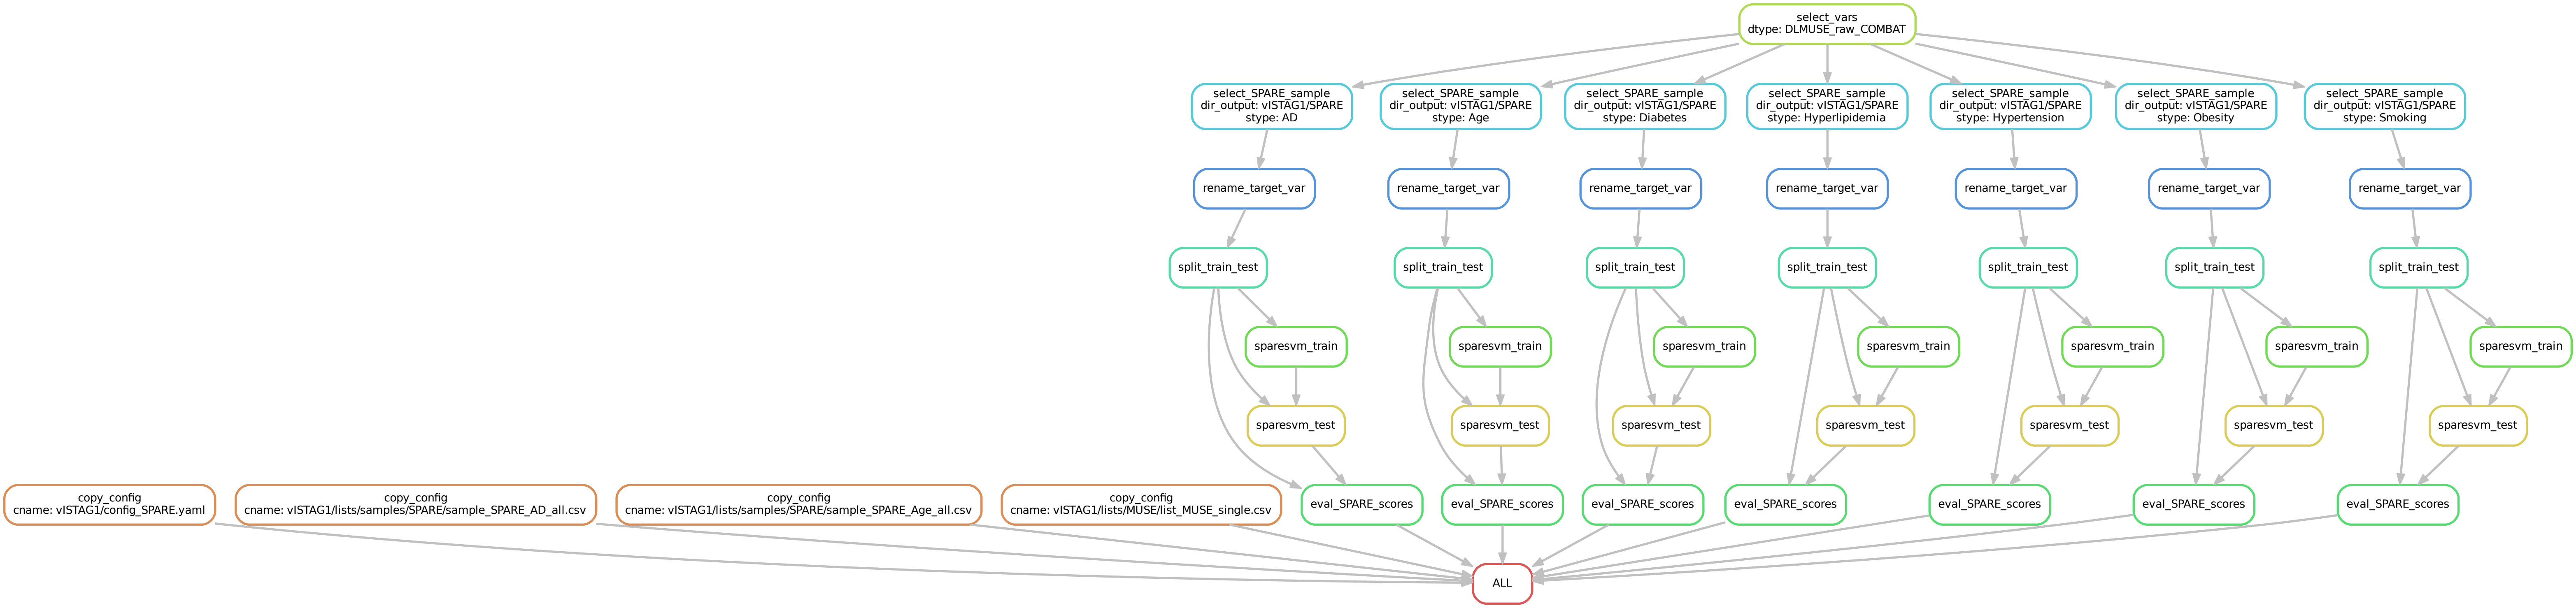 select_vars
dtype: DLMUSE_raw_COMBAT
select_SPARE_sample
dir_output: vISTAG1/SPARE
stype: AD
select_SPARE_sample
dir_output: vISTAG1/SPARE
stype: Age
select_SPARE_sample
dir_output: vISTAG1/SPARE
stype: Diabetes
select_SPARE_sample
dir_output: vISTAG1/SPARE
stype: Hyperlipidemia
select_SPARE_sample
dir_output: vISTAG1/SPARE
stype: Hypertension
select_SPARE_sample
dir_output: vISTAG1/SPARE
stype: Obesity
select_SPARE_sample
dir_output: vISTAG1/SPARE
stype: Smoking
rename_target_var
rename_target_var
rename_target_var
rename_target_var
rename_target_var
rename_target_var
rename_target_var
split_train_test
split_train_test
split_train_test
split_train_test
split_train_test
split_train_test
split_train_test
sparesvm_train
sparesvm_train
sparesvm_train
sparesvm_train
sparesvm_train
sparesvm_train
sparesvm_train
sparesvm_test
sparesvm_test
sparesvm_test
sparesvm_test
sparesvm_test
sparesvm_test
sparesvm_test
copy_config
cname: vISTAG1/config_SPARE.yaml
copy_config
cname: vISTAG1/lists/samples/SPARE/sample_SPARE_AD_all.csv
copy_config
cname: vISTAG1/lists/samples/SPARE/sample_SPARE_Age_all.csv
copy_config
cname: vISTAG1/lists/MUSE/list_MUSE_single.csv
eval_SPARE_scores
eval_SPARE_scores
eval_SPARE_scores
eval_SPARE_scores
eval_SPARE_scores
eval_SPARE_scores
eval_SPARE_scores
ALL